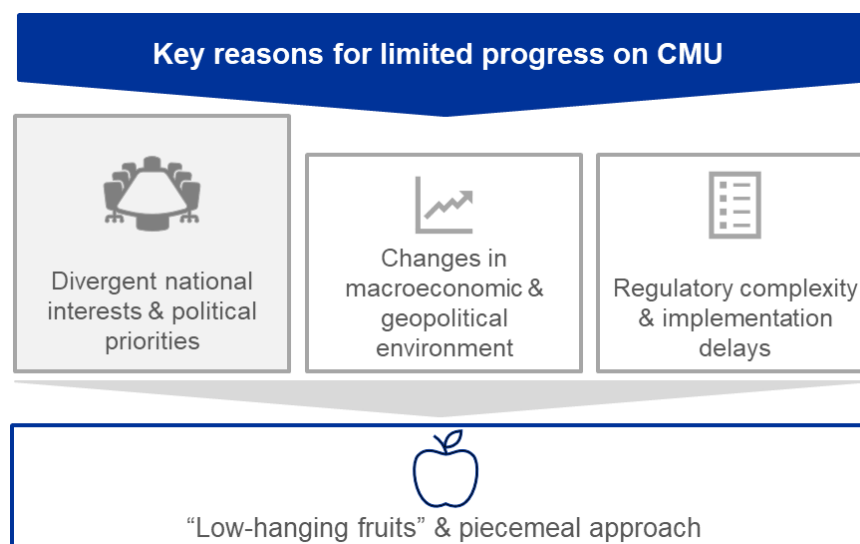 Key reasons for limited progress on CMU
Divergent national
interests & political
priorities
Changes in
macroeconomic &
geopolitical
environment
Regulatory complexity
& implementation
delays
“Low-hanging fruits” & piecemeal approach